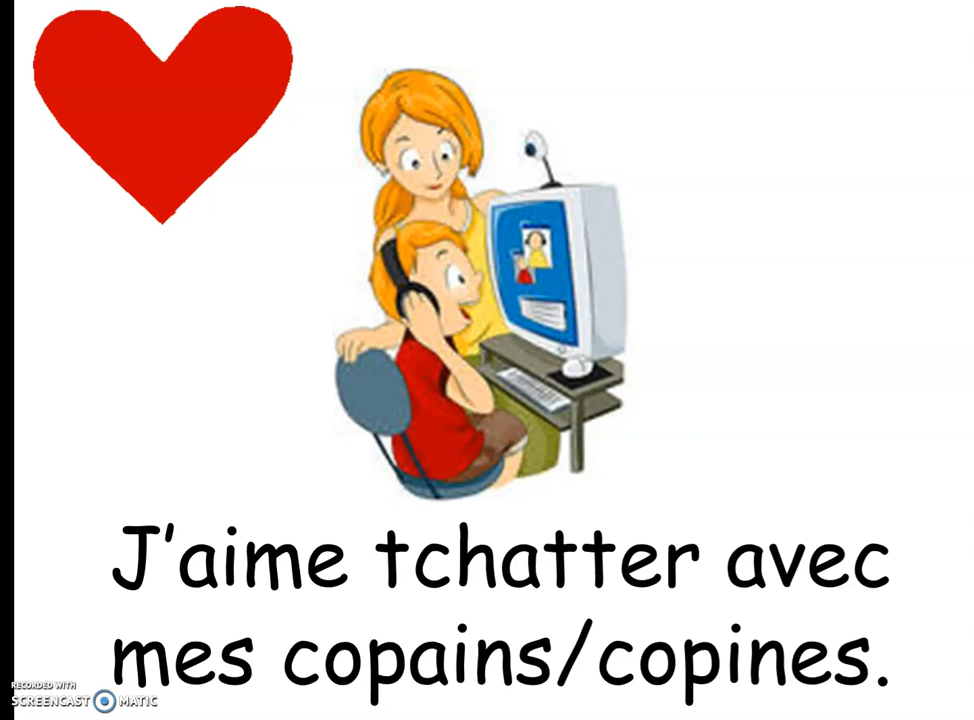 J'aime tchatter avec
mes copains/copines.
RECORDED WITH
SCREENCAST MATIC